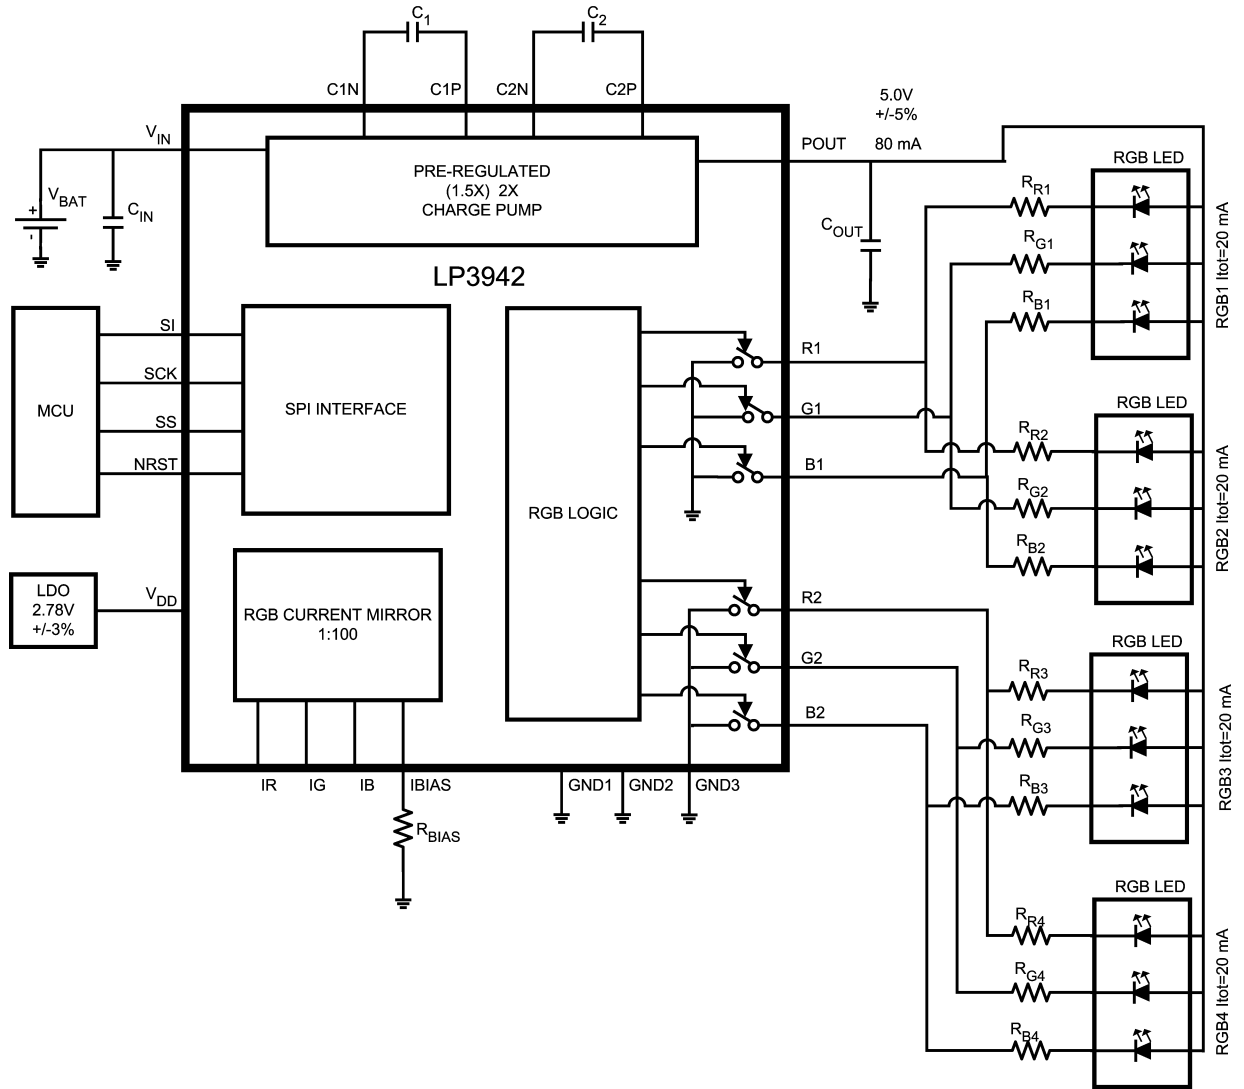 C1
C2
C1N
C1P
C2N
C2P
5.0V
+/-5%
VIN
POUT
80 mA
PRE-REGULATED
(1.5X) 2X
CHARGE PUMP
VBAT
+
-
CIN
COUT
LP3942
RGB LED
RR1
RG1
RB1
RGB1 Itot=20 mA
MCU
SI
SCK
SS
NRST
SPI INTERFACE
RGB LOGIC
R1
G1
B1
RGB LED
RR2
RG2
RB2
RGB2 Itot=20 mA
LDO
2.78V
+/-3%
VDD
RGB CURRENT MIRROR
1:100
R2
G2
B2
RGB LED
RR3
RG3
RB3
RGB3 Itot=20 mA
IR
IG
IB
IBIAS
GND1
GND2
GND3
RBIAS
RGB LED
RR4
RG4
RB4
RGB4 Itot=20 mA